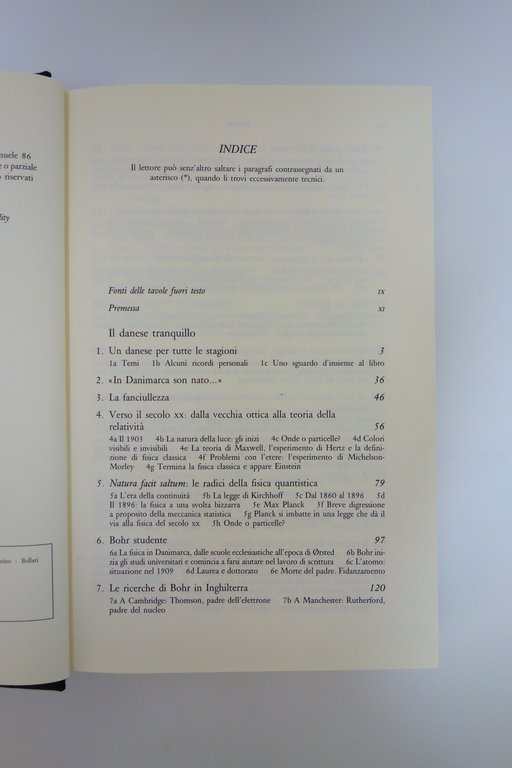 nuele 86
e o parziale
o riservati
lity
orino : Bollati
INDICE
Il lettore può senz'altro saltare i paragrafi contrassegnati da un
asterisco (*), quando li trovi eccessivamente tecnici.
Fonti delle tavole fuori testo IX
Premessa XI
Il danese tranquillo
1. Un danese per tutte le stagioni 3
1a Temi 1b Alcuni ricordi personali 1c Uno sguardo d'insieme al libro
2. «In Danimarca son nato...» 36
3. La fanciullezza 46
4. Verso il secolo XX: dalla vecchia ottica alla teoria della
relatività 56
4a Il 1903 4b La natura della luce: gli inizi 4c Onde o particelle? 4d Colori
visibili e invisibili 4e La teoria di Maxwell, l'esperimento di Hertz e la defini-
zione di fisica classica 4f Problemi con l'etere: l'esperimento di Michelson-
Morley 4g Termina la fisica classica e appare Einstein
5. Natura facit saltum: le radici della fisica quantistica 79
5a L'era della continuità 5b La legge di Kirchhoff 5c Dal 1860 al 1896 5d
Il 1896: la fisica a una svolta bizzarra 5e Max Planck 5f Breve digressione
a proposito della meccanica statistica 5g Planck si imbatte in una legge che dà il
via alla fisica del secolo XX 5h Onde o particelle?
6. Bohr studente 97
6a La fisica in Danimarca, dalle scuole ecclesiastiche all'epoca di Ørsted 6b Bohr ini-
zia gli studi universitari e comincia a farsi aiutare nel lavoro di scrittura 6c L'atomo:
situazione nel 1909 6d Laurea e dottorato 6e Morte del padre. Fidanzamento
7. Le ricerche di Bohr in Inghilterra 120
7a A Cambridge: Thomson, padre dell'elettrone 7b A Manchester: Rutherford,
padre del nucleo